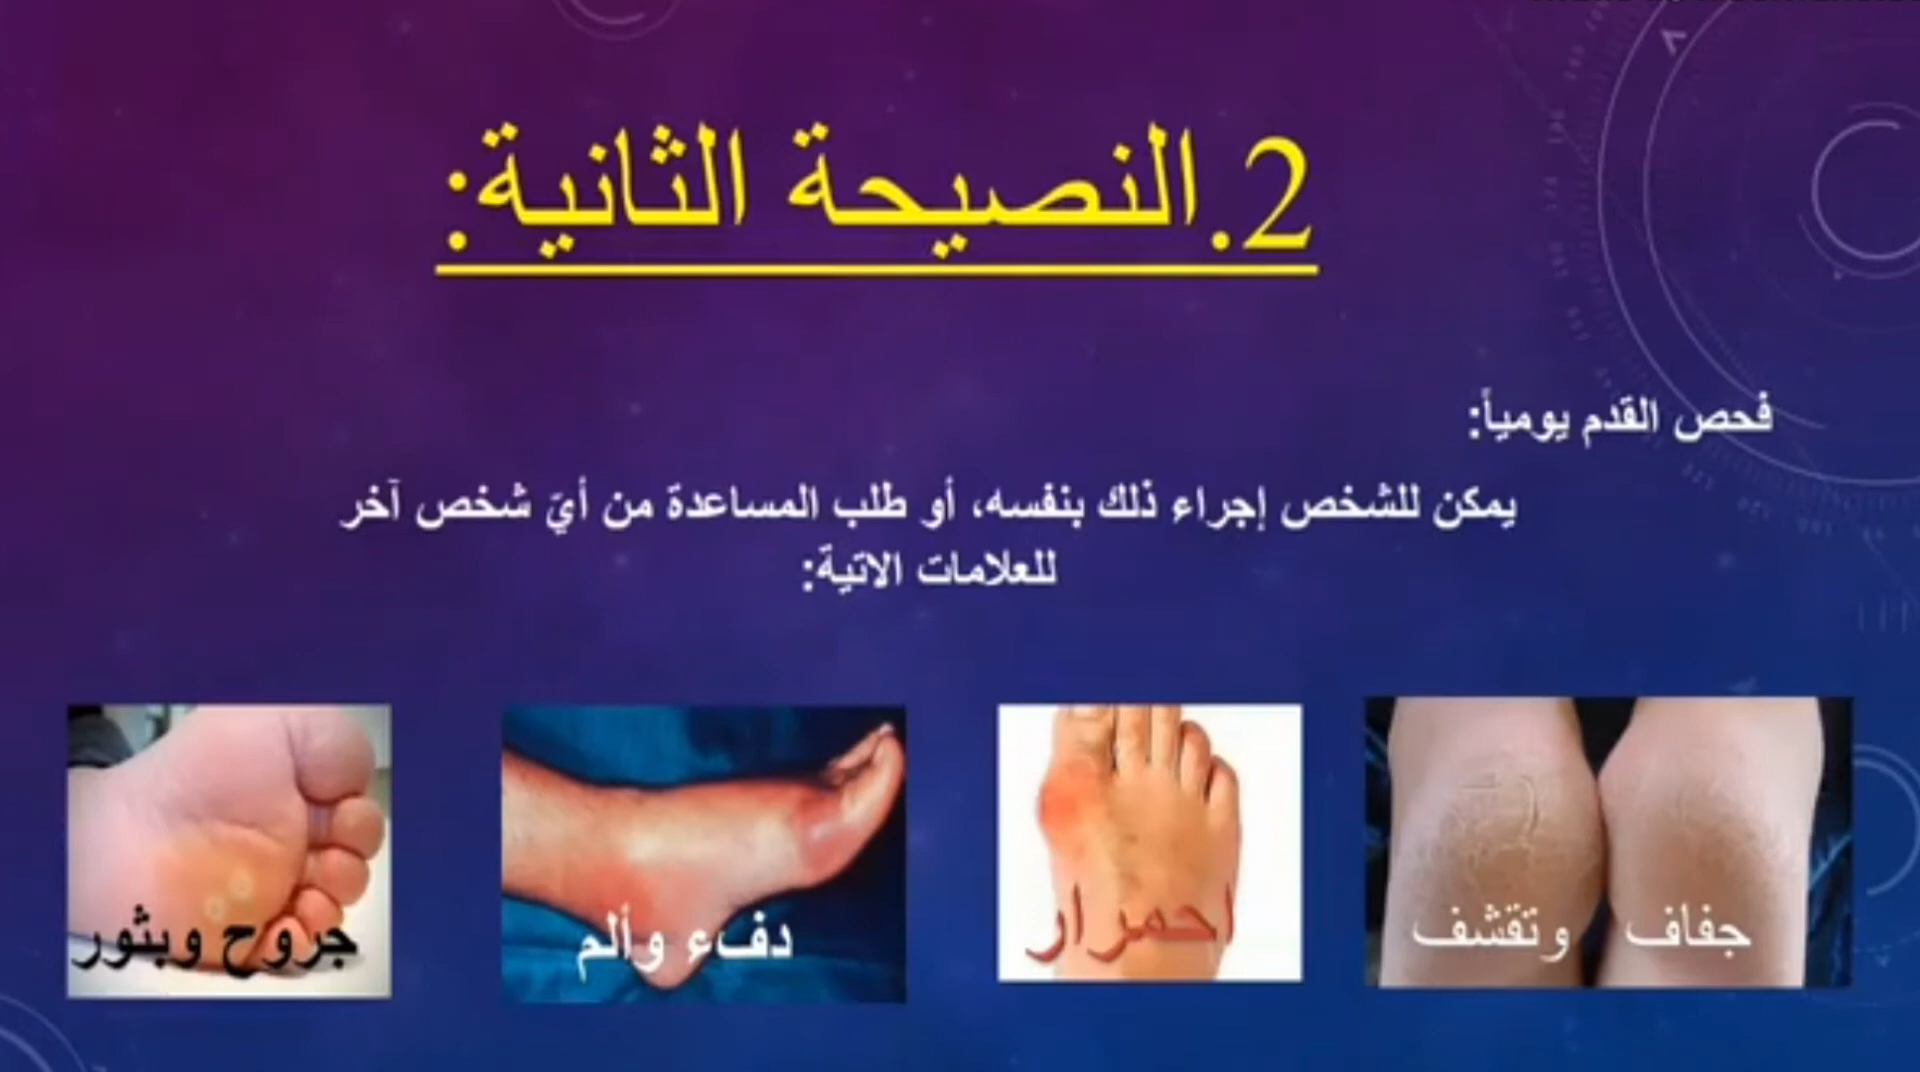 2.النصيحة الثانية:
فحص القدم يومياً:
يمكن للشخص إجراء ذلك بنفسه، أو طلب المساعدة من أيّ شخص آخر
للعلامات الاتية:
جفاف وتقشف
احمرار
دفء وألم
جروح وبثور